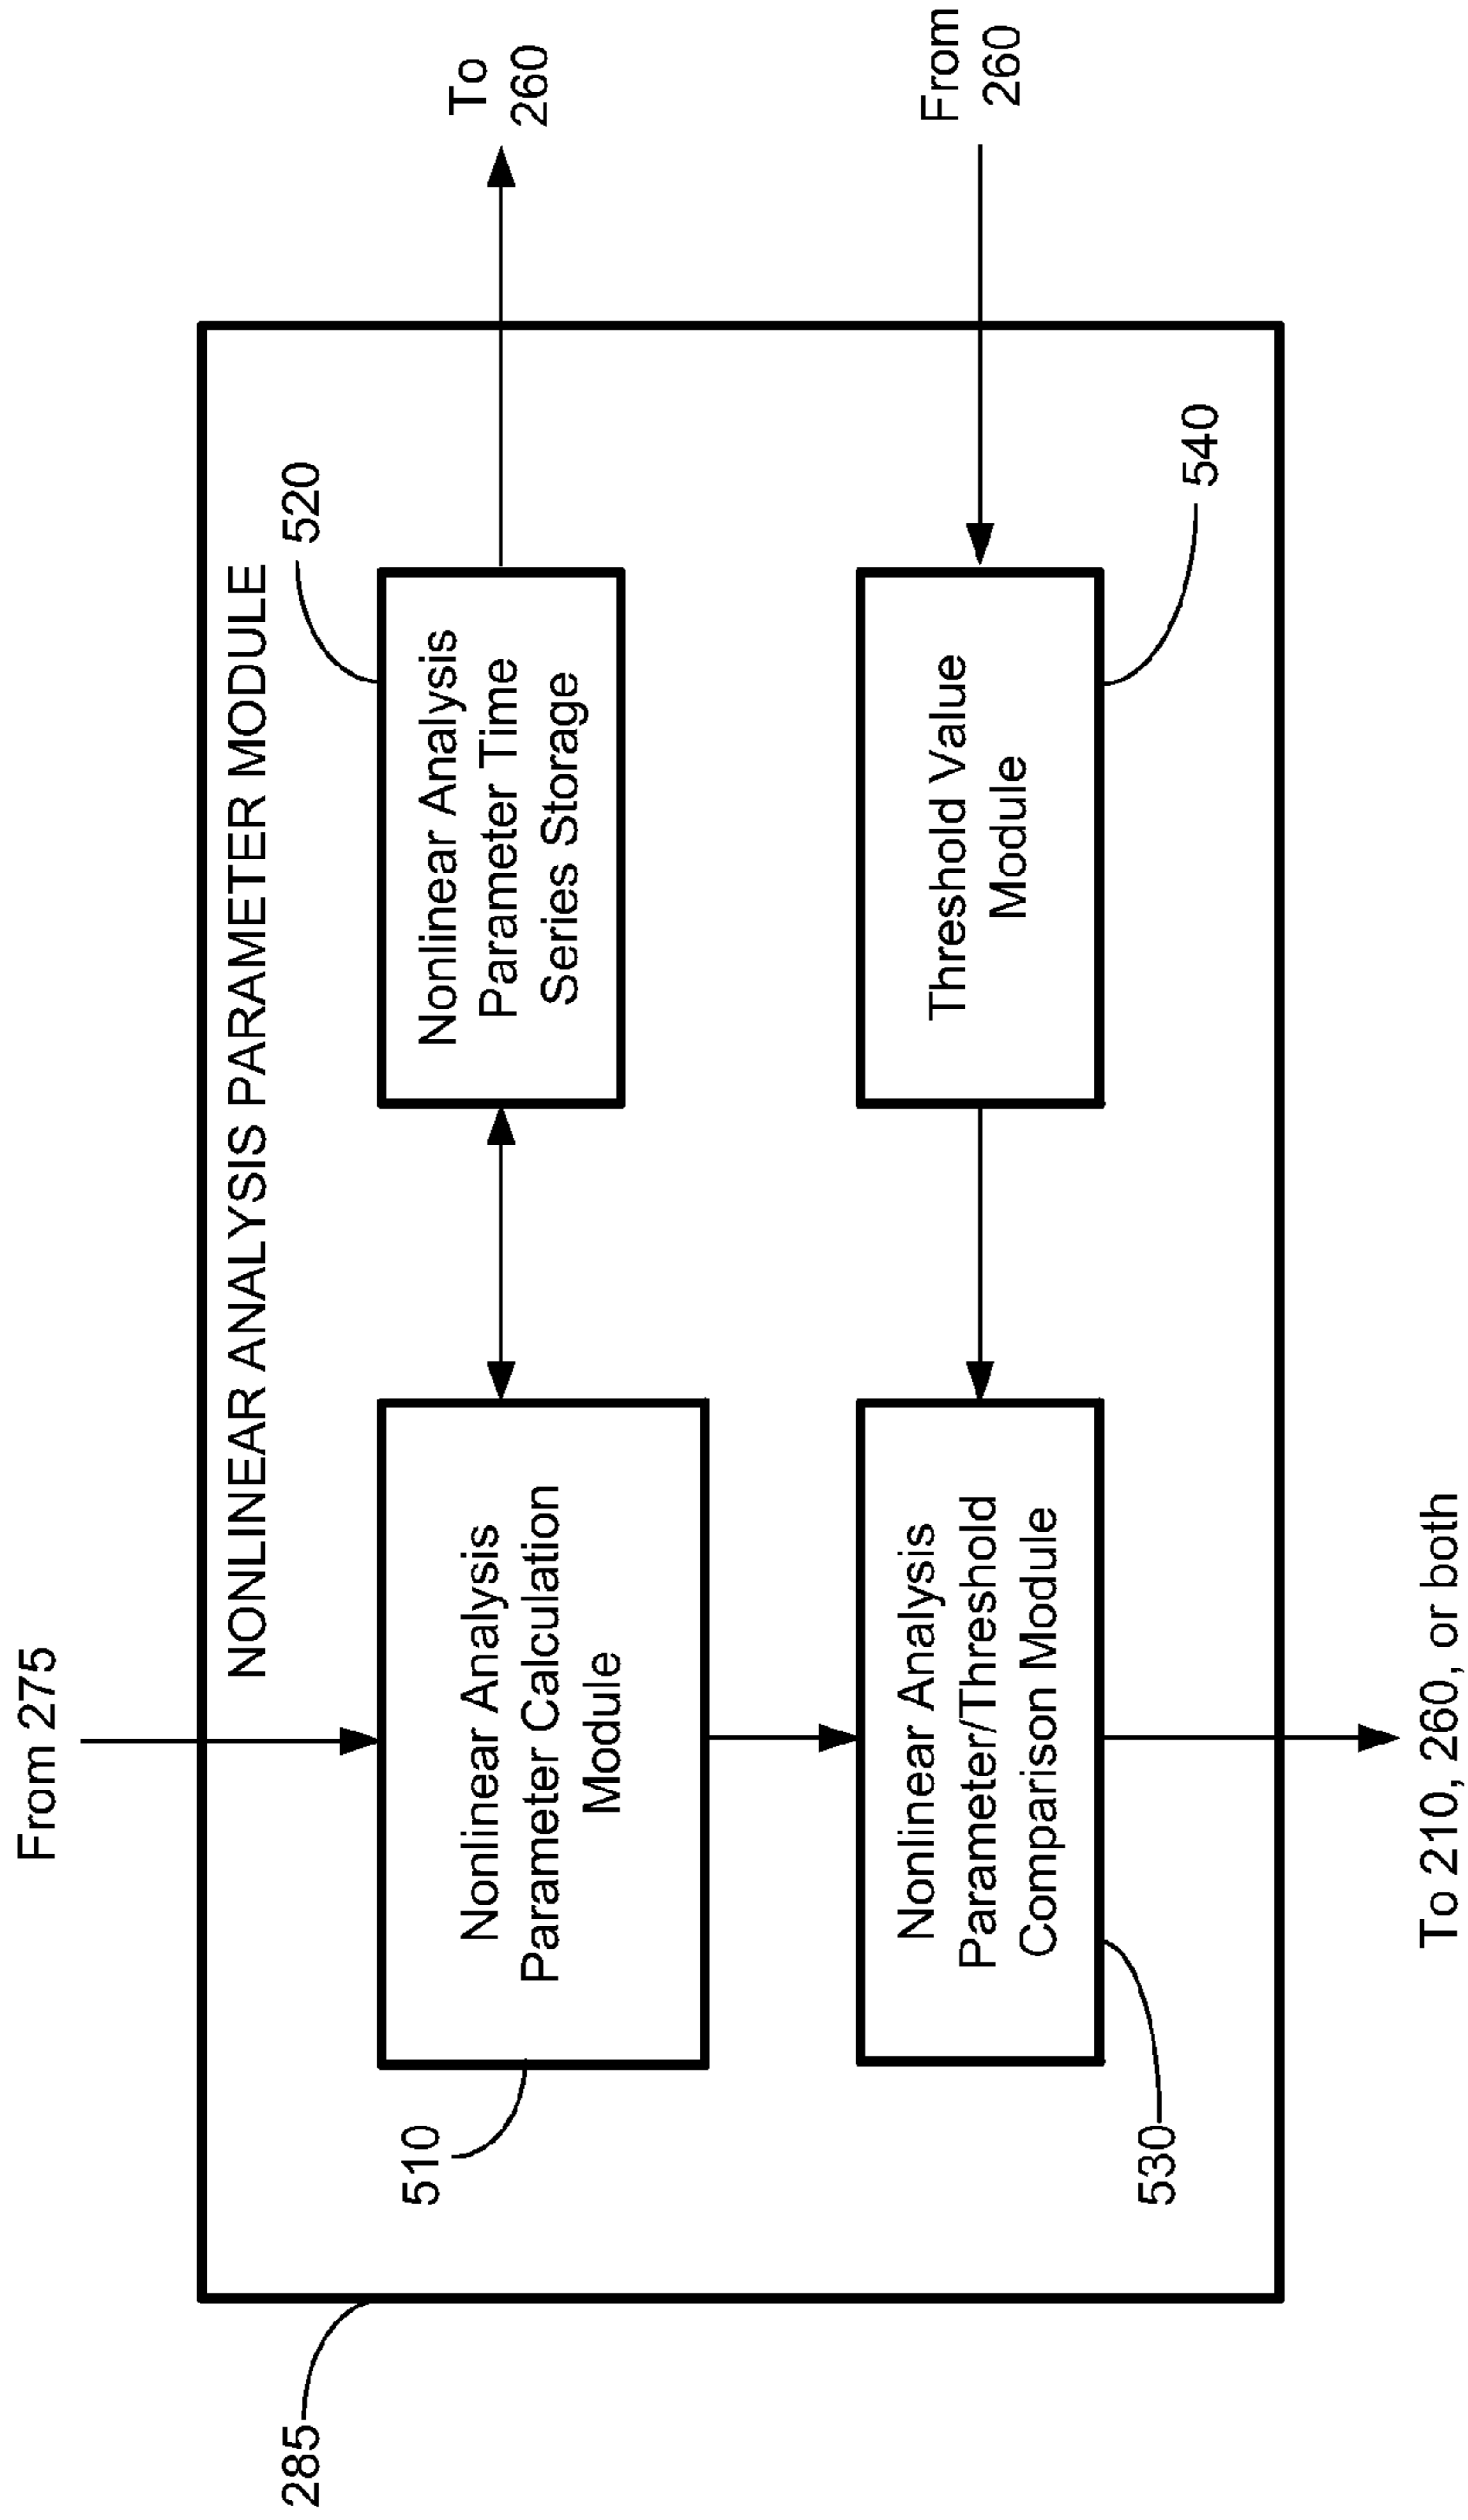 From 275
285
NONLINEAR ANALYSIS PARAMETER MODULE
510
Nonlinear Analysis
Parameter Calculation
Module
520
Nonlinear Analysis
Parameter Time
Series Storage
To
260
530
Nonlinear Analysis
Parameter/Threshold
Comparison Module
Threshold Value
Module
540
From
260
To 210, 260, or both